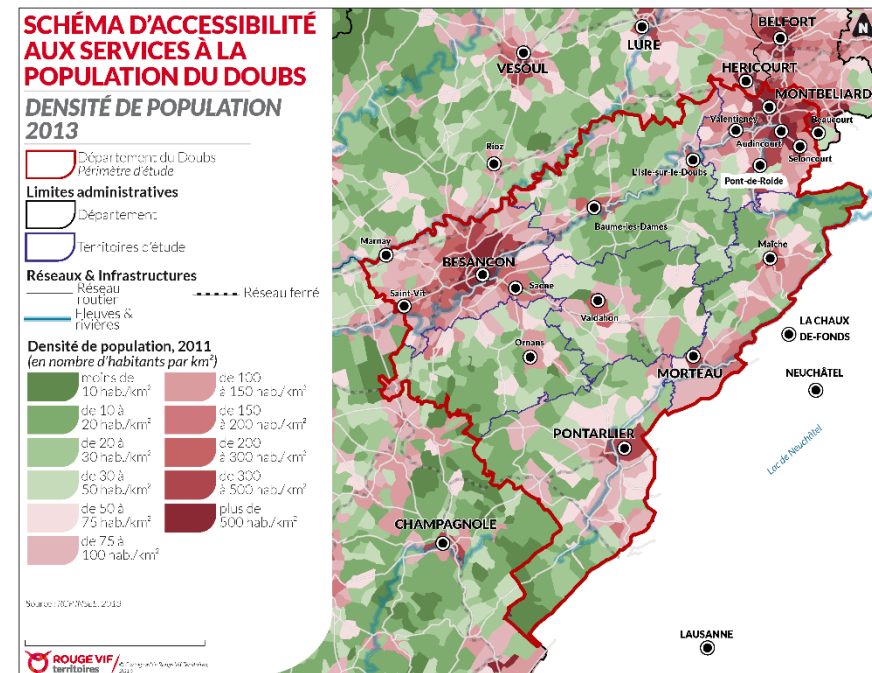 SCHÉMA D'ACCESSIBILITÉ
AUX SERVICES À LA
POPULATION DU DOUBS
DENSITÉ DE POPULATION
2013
Département du Doubs
Périmètre d'étude
Limites administratives
Département
Territoires d'étude
Réseaux & Infrastructures
Réseau
routier
Réseau ferré
Fleuves &
rivières
Densité de population, 2011
(en nombre d'habitants par km²)
moins de
10 hab./km²
de 10 à
20 hab./km²
de 20 à
30 hab./km²
de 30 à
50 hab./km²
de 50 à
75 hab./km²
de 75 à
100 hab./km²
de 100
à 150 hab./km²
de 150
à 200 hab./km²
de 200
à 300 hab./km²
de 300
à 500 hab./km²
plus de
500 hab./km²
Source :
ROUGE VIF
territoires
N
BELFORT
LURE
VESOUL
HERICOURT
MONTBELIARD
Valentigney
Beaucourt
Audincourt
Seloncourt
Rioz
L'Isle-sur-le-Doubs
Pont-de-Roide
Baume-les-Dames
Marnay
Maîche
BESANCON
Saône
Saint-Vit
Valdahon
LA CHAUX
DE-FONDS
Ornans
MORTEAU
NEUCHÂTEL
PONTARLIER
Lac de Neuchâtel
CHAMPAGNOLE
LAUSANNE